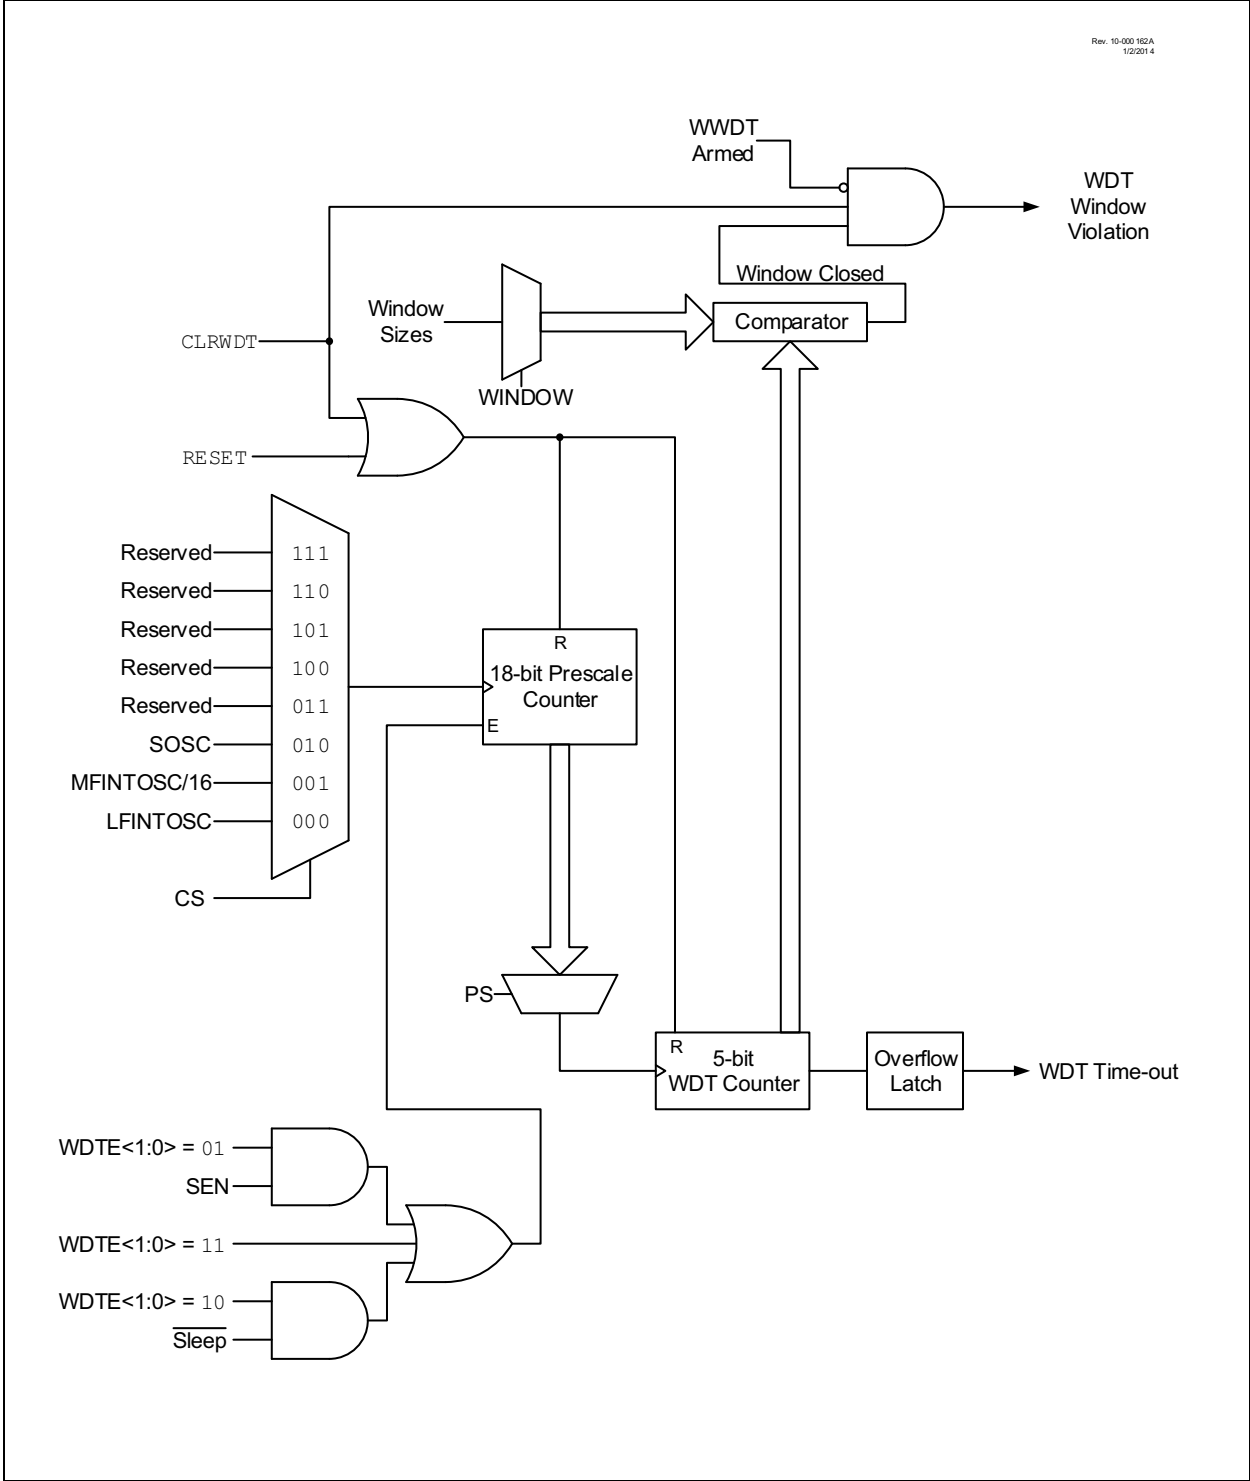 Rev. 10-000 162A
1/2/201 4
WWDT
Armed
WDT
Window
Violation
Window Closed
Window
Sizes
Comparator
CLRWDT
WINDOW
RESET
Reserved 111
Reserved 110
Reserved 101
Reserved 100
Reserved 011
SOSC 010
MFINTOSC/16 001
LFINTOSC 000
CS
R
18-bit Prescale
Counter
E
PS
R
5-bit
WDT Counter
Overflow
Latch
WDT Time-out
WDTE<1:0> = 01
SEN
WDTE<1:0> = 11
WDTE<1:0> = 10
Sleep